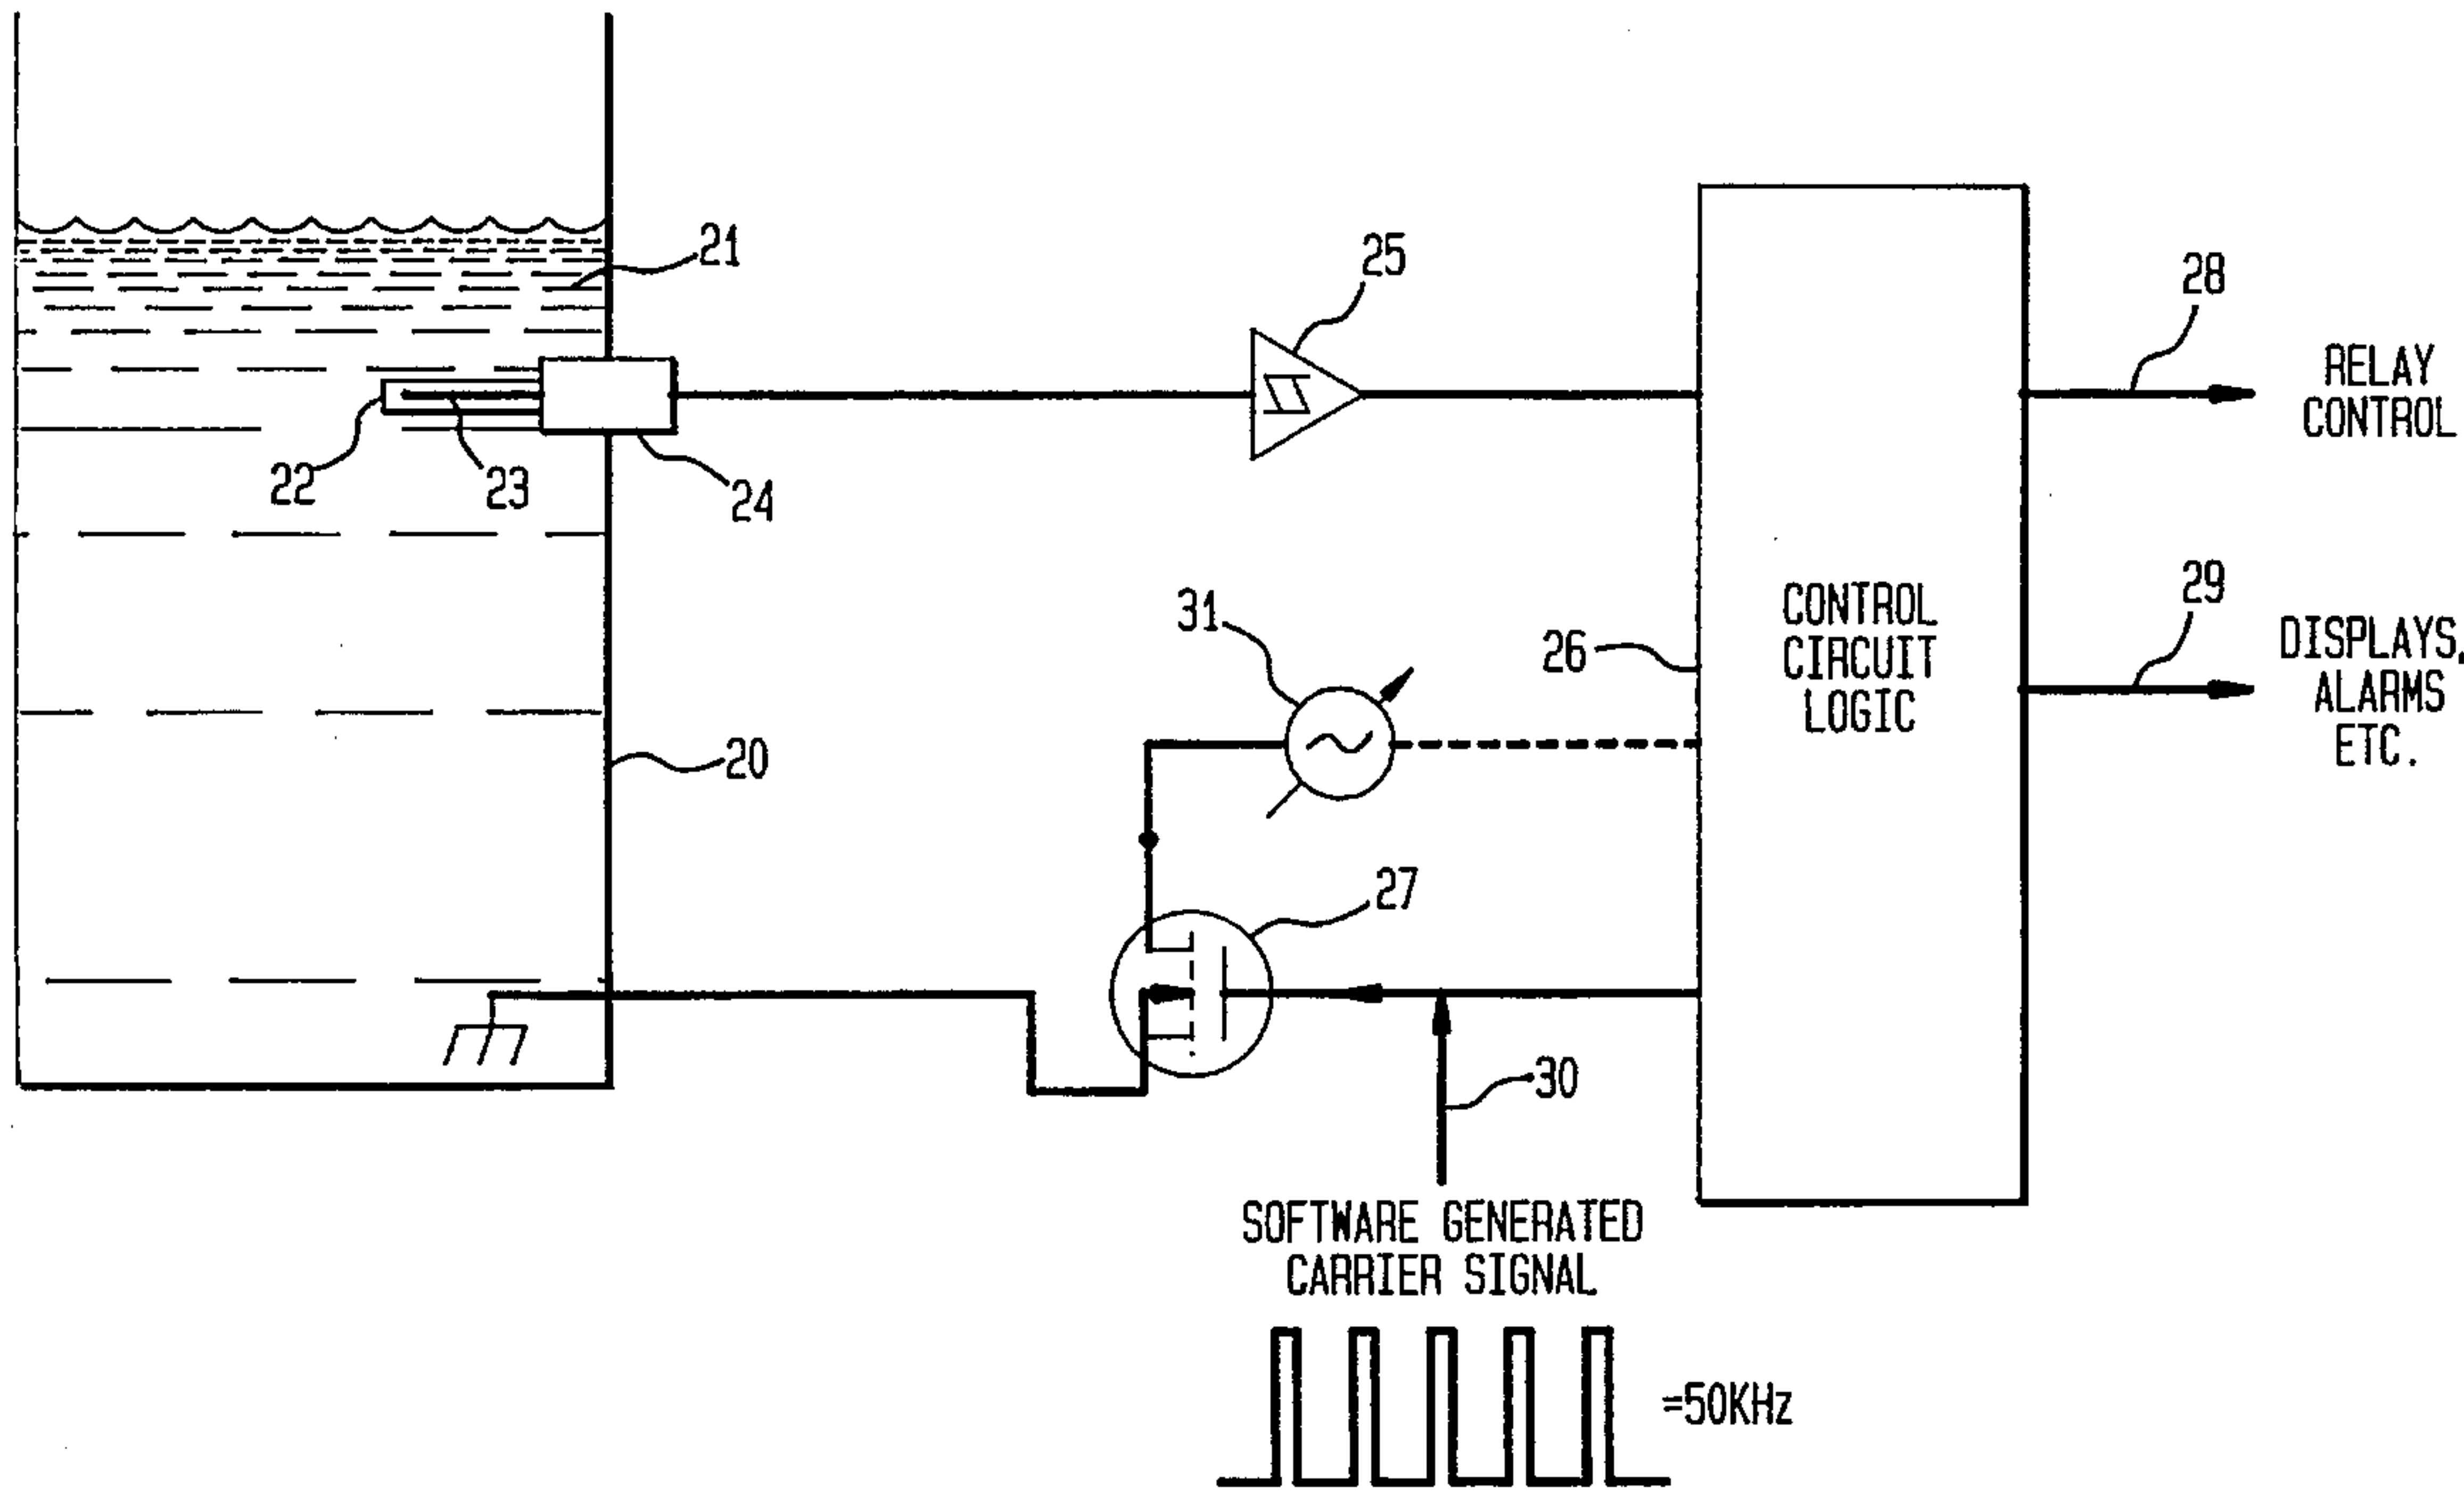 21
25
28
RELAY
CONTROL
22
23
24
31
26
CONTROL
CIRCUIT
LOGIC
29
DISPLAYS,
ALARMS
ETC.
20
27
30
SOFTWARE GENERATED
CARRIER SIGNAL
=50KHz